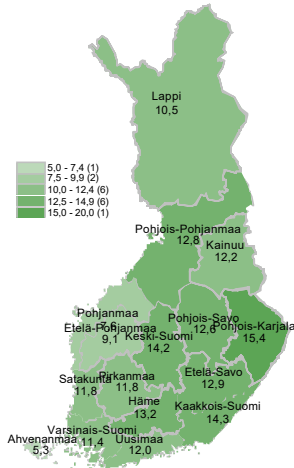 Lappi
10,5
5,0 - 7,4 (1)
7,5 - 9,9 (2)
10,0 - 12,4 (6)
12,5 - 14,9 (6)
15,0 - 20,0 (1)
Pohjois-Pohjanmaa
12,8
Kainuu
12,2
Pohjanmaa
7,6
Etelä-Pohjanmaa
9,1
Keski-Suomi
14,2
Pohjois-Savo
12,6
Pohjois-Karjala
15,4
Satakunta
11,8
Pirkanmaa
11,8
Etelä-Savo
12,9
Häme
13,2
Kaakkois-Suomi
14,3
Varsinais-Suomi
11,4
Uusimaa
12,0
Ahvenanmaa
5,3